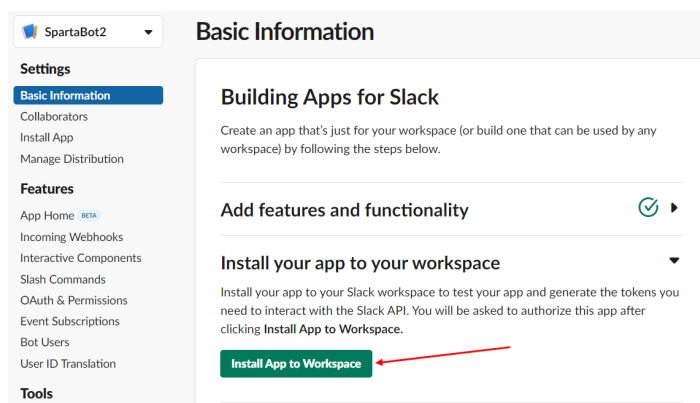 SpartaBot2
Settings
Basic Information
Collaborators
Install App
Manage Distribution
Features
App Home BETA
Incoming Webhooks
Interactive Components
Slash Commands
OAuth & Permissions
Event Subscriptions
Bot Users
User ID Translation
Tools
Basic Information
Building Apps for Slack
Create an app that's just for your workspace (or build one that can be used by any
workspace) by following the steps below.
Add features and functionality
Install your app to your workspace
Install your app to your Slack workspace to test your app and generate the tokens you
need to interact with the Slack API. You will be asked to authorize this app after
clicking Install App to Workspace.
Install App to Workspace